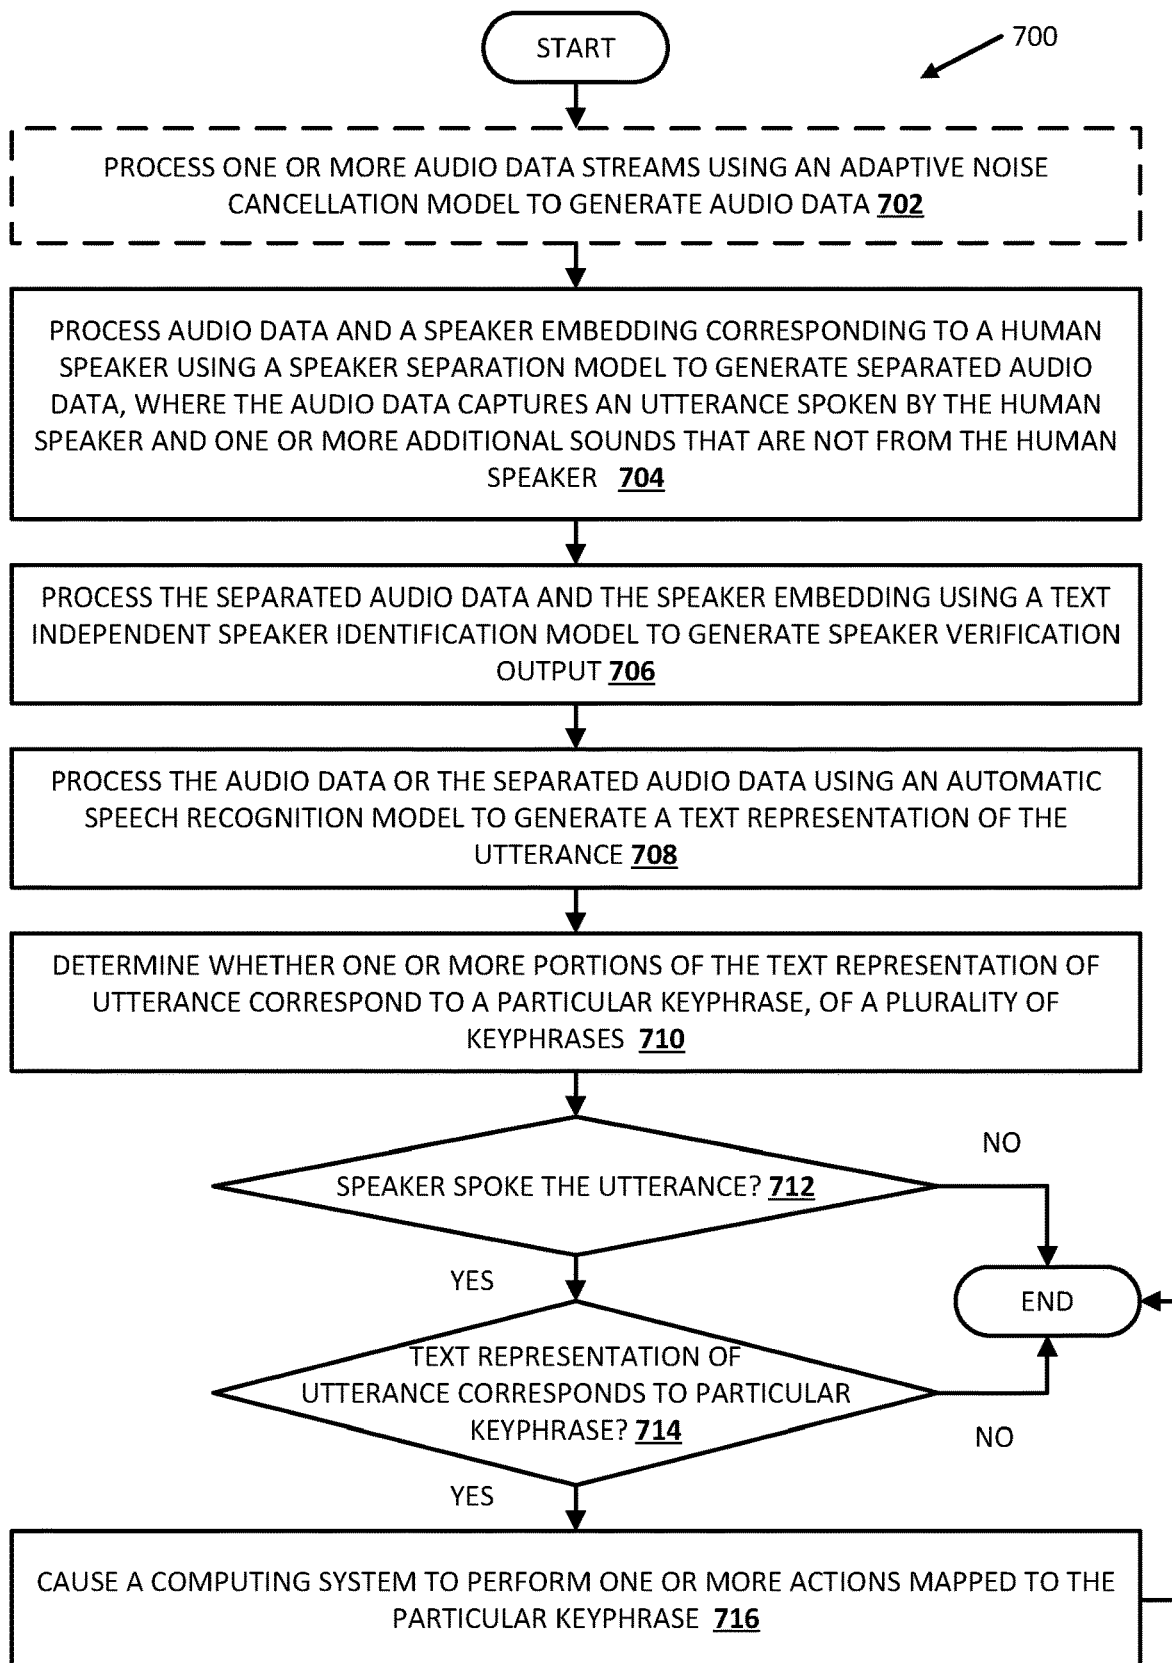 START
700
PROCESS ONE OR MORE AUDIO DATA STREAMS USING AN ADAPTIVE NOISE
CANCELLATION MODEL TO GENERATE AUDIO DATA 702
PROCESS AUDIO DATA AND A SPEAKER EMBEDDING CORRESPONDING TO A HUMAN
SPEAKER USING A SPEAKER SEPARATION MODEL TO GENERATE SEPARATED AUDIO
DATA, WHERE THE AUDIO DATA CAPTURES AN UTTERANCE SPOKEN BY THE HUMAN
SPEAKER AND ONE OR MORE ADDITIONAL SOUNDS THAT ARE NOT FROM THE HUMAN
SPEAKER 704
PROCESS THE SEPARATED AUDIO DATA AND THE SPEAKER EMBEDDING USING A TEXT
INDEPENDENT SPEAKER IDENTIFICATION MODEL TO GENERATE SPEAKER VERIFICATION
OUTPUT 706
PROCESS THE AUDIO DATA OR THE SEPARATED AUDIO DATA USING AN AUTOMATIC
SPEECH RECOGNITION MODEL TO GENERATE A TEXT REPRESENTATION OF THE
UTTERANCE 708
DETERMINE WHETHER ONE OR MORE PORTIONS OF THE TEXT REPRESENTATION OF
UTTERANCE CORRESPOND TO A PARTICULAR KEYPHRASE, OF A PLURALITY OF
KEYPHRASES 710
NO
SPEAKER SPOKE THE UTTERANCE? 712
YES
END
TEXT REPRESENTATION OF
UTTERANCE CORRESPONDS TO PARTICULAR
KEYPHRASE? 714
NO
YES
CAUSE A COMPUTING SYSTEM TO PERFORM ONE OR MORE ACTIONS MAPPED TO THE
PARTICULAR KEYPHRASE 716